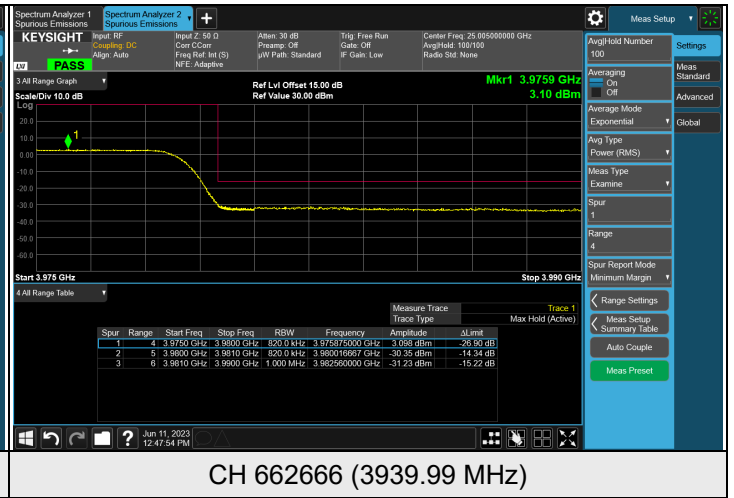 Spectrum Analyzer 1
Spurious Emissions
Spectrum Analyzer 2
Spurious Emissions
+
Meas Setup
KEYSIGHT
LXI
PASS
Input: RF
Coupling: DC
Align: Auto
Input Z: 50 Ω
Corr CCorr
Freq Ref: Int (S)
NFE: Adaptive
Atten: 30 dB
Preamp: Off
µW Path: Standard
Trig: Free Run
Gate: Off
IF Gain: Low
Center Freq: 25.005000000 GHz
Avg|Hold: 100/100
Radio Std: None
3 All Range Graph
Scale/Div 10.0 dB
Ref Lvl Offset 15.00 dB
Ref Value 30.00 dBm
Mkr1 3.9759 GHz
3.10 dBm
Log
20.0
10.0
0.00
-10.0
-20.0
-30.0
-40.0
-50.0
-60.0
1
Start 3.975 GHz
Stop 3.990 GHz
4 All Range Table
Measure Trace Trace 1
Trace Type Max Hold (Active)
Spur Range Start Freq Stop Freq RBW Frequency Amplitude ΔLimit
1 4 3.9750 GHz 3.9800 GHz 820.0 kHz 3.975875000 GHz 3.098 dBm -26.90 dB
2 5 3.9800 GHz 3.9810 GHz 820.0 kHz 3.980016667 GHz -30.35 dBm -14.34 dB
3 6 3.9810 GHz 3.9900 GHz 1.000 MHz 3.982560000 GHz -31.23 dBm -15.22 dB
?
Jun 11, 2023
12:47:54 PM
Avg|Hold Number
100
Averaging
On
Off
Average Mode
Exponential
Avg Type
Power (RMS)
Meas Type
Examine
Spur
1
Range
4
Spur Report Mode
Minimum Margin
Range Settings
Meas Setup
Summary Table
Auto Couple
Meas Preset
Settings
Meas
Standard
Advanced
Global
CH 662666 (3939.99 MHz)